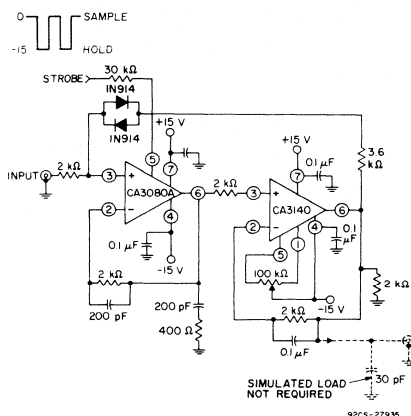 0 SAMPLE
-15 HOLD
30 kΩ
STROBE
1N914
1N914
+15 V
+15 V
3.6 kΩ
5
7
0.1 µF
7
INPUT
2 kΩ
3
+
CA3080A
6
2 kΩ
3
+
CA3140
6
2
-
4
2
-
4
0.1 µF
5
1
0.1 µF
-15 V
100 kΩ
2 kΩ
2 kΩ
200 pF
200 pF
-15 V
2 kΩ
400 Ω
0.1 µF
30 pF
SIMULATED LOAD
NOT REQUIRED
92CS-27935